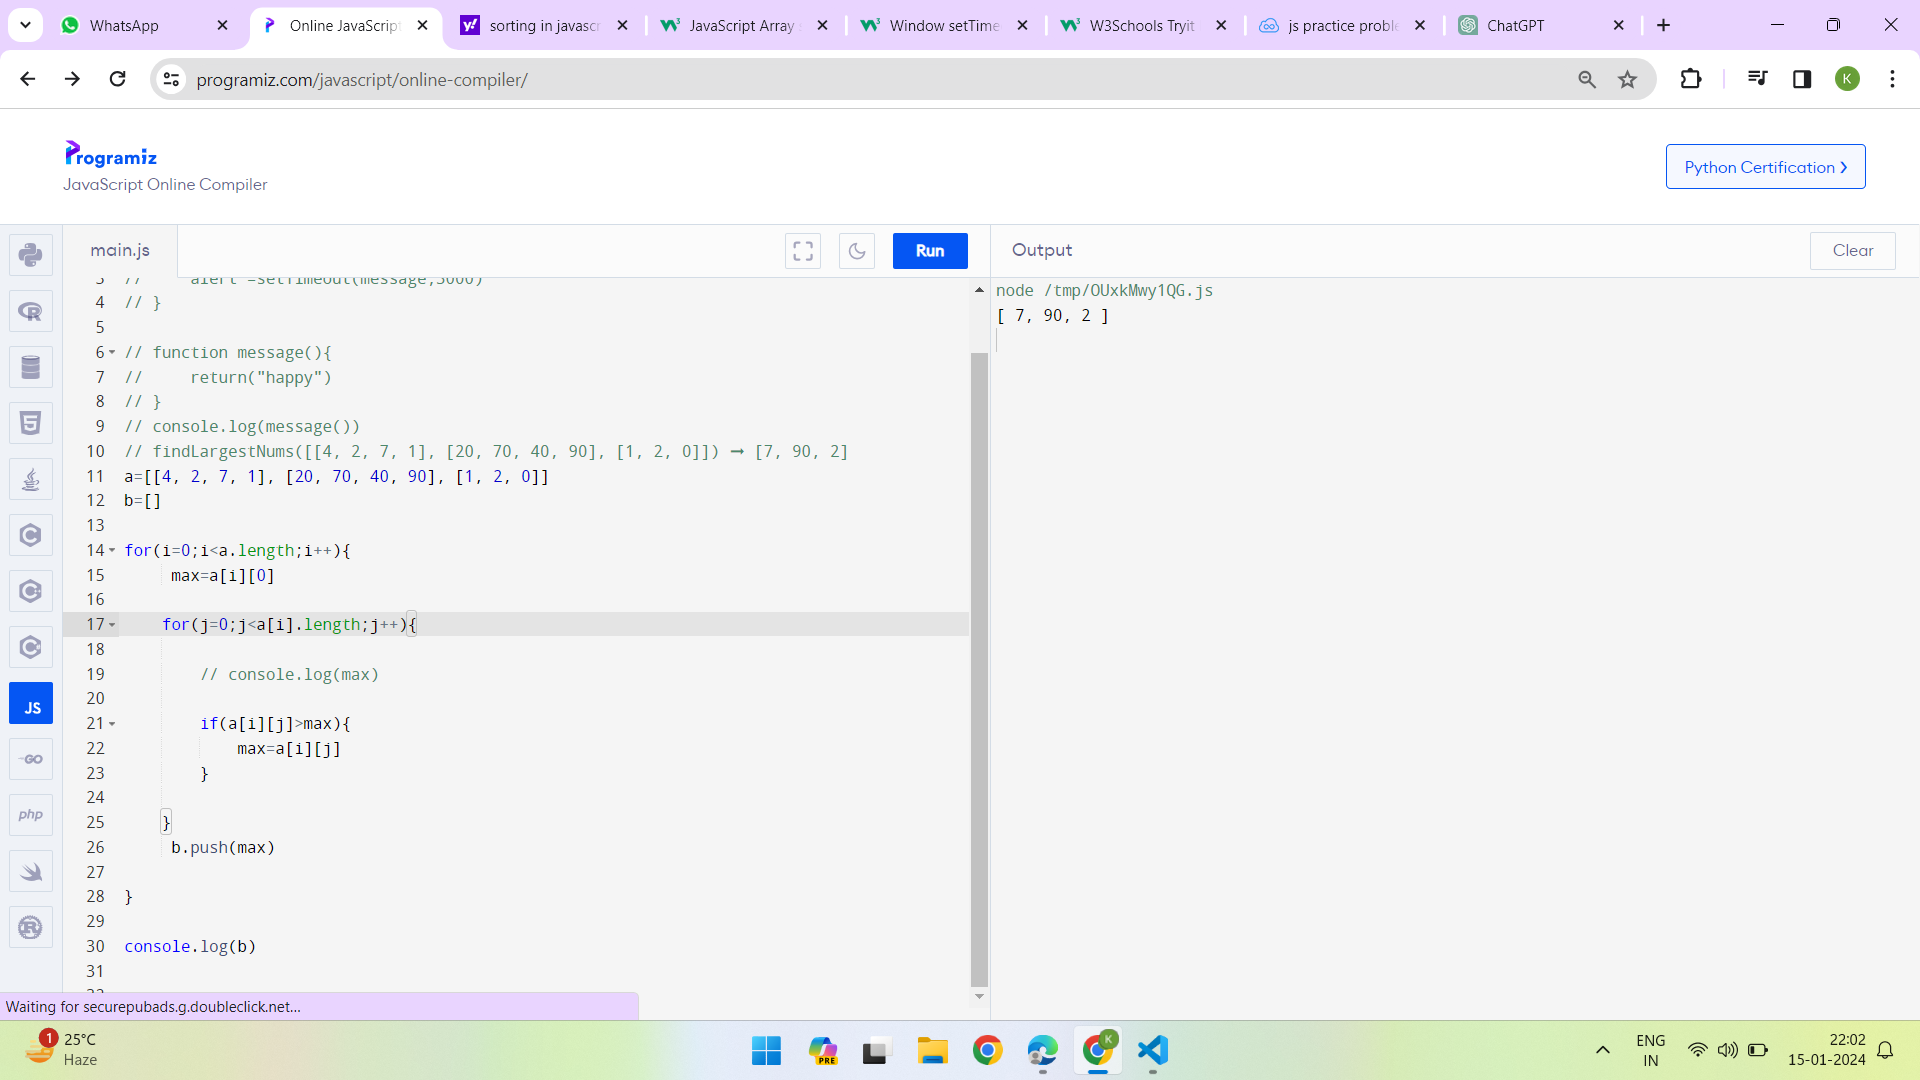 WhatsApp
Online JavaScript
sorting in javascr
JavaScript Array
Window setTime
W3Schools Tryit
js practice proble
ChatGPT
programiz.com/javascript/online-compiler/
K
Programiz
JavaScript Online Compiler
Python Certification
main.js
Run
Output
Clear
3 // alert =setTimeout(message,3000)
4 // }
5
6 // function message(){
7 // return("happy")
8 // }
9 // console.log(message())
10 // findLargestNums([[4, 2, 7, 1], [20, 70, 40, 90], [1, 2, 0]]) ➞ [7, 90, 2]
11 a=[[4, 2, 7, 1], [20, 70, 40, 90], [1, 2, 0]]
12 b=[]
13
14 for(i=0;i<a.length;i++){
15 max=a[i][0]
16
17 for(j=0;j<a[i].length;j++){
18
19 // console.log(max)
20
21 if(a[i][j]>max){
22 max=a[i][j]
23 }
24
25 }
26 b.push(max)
27
28 }
29
30 console.log(b)
31
node /tmp/OUxkMwy1QG.js
[ 7, 90, 2 ]
JS
GO
php
Waiting for securepubads.g.doubleclick.net...
1
25°C
Haze
PRE
K
ENG
IN
22:02
15-01-2024